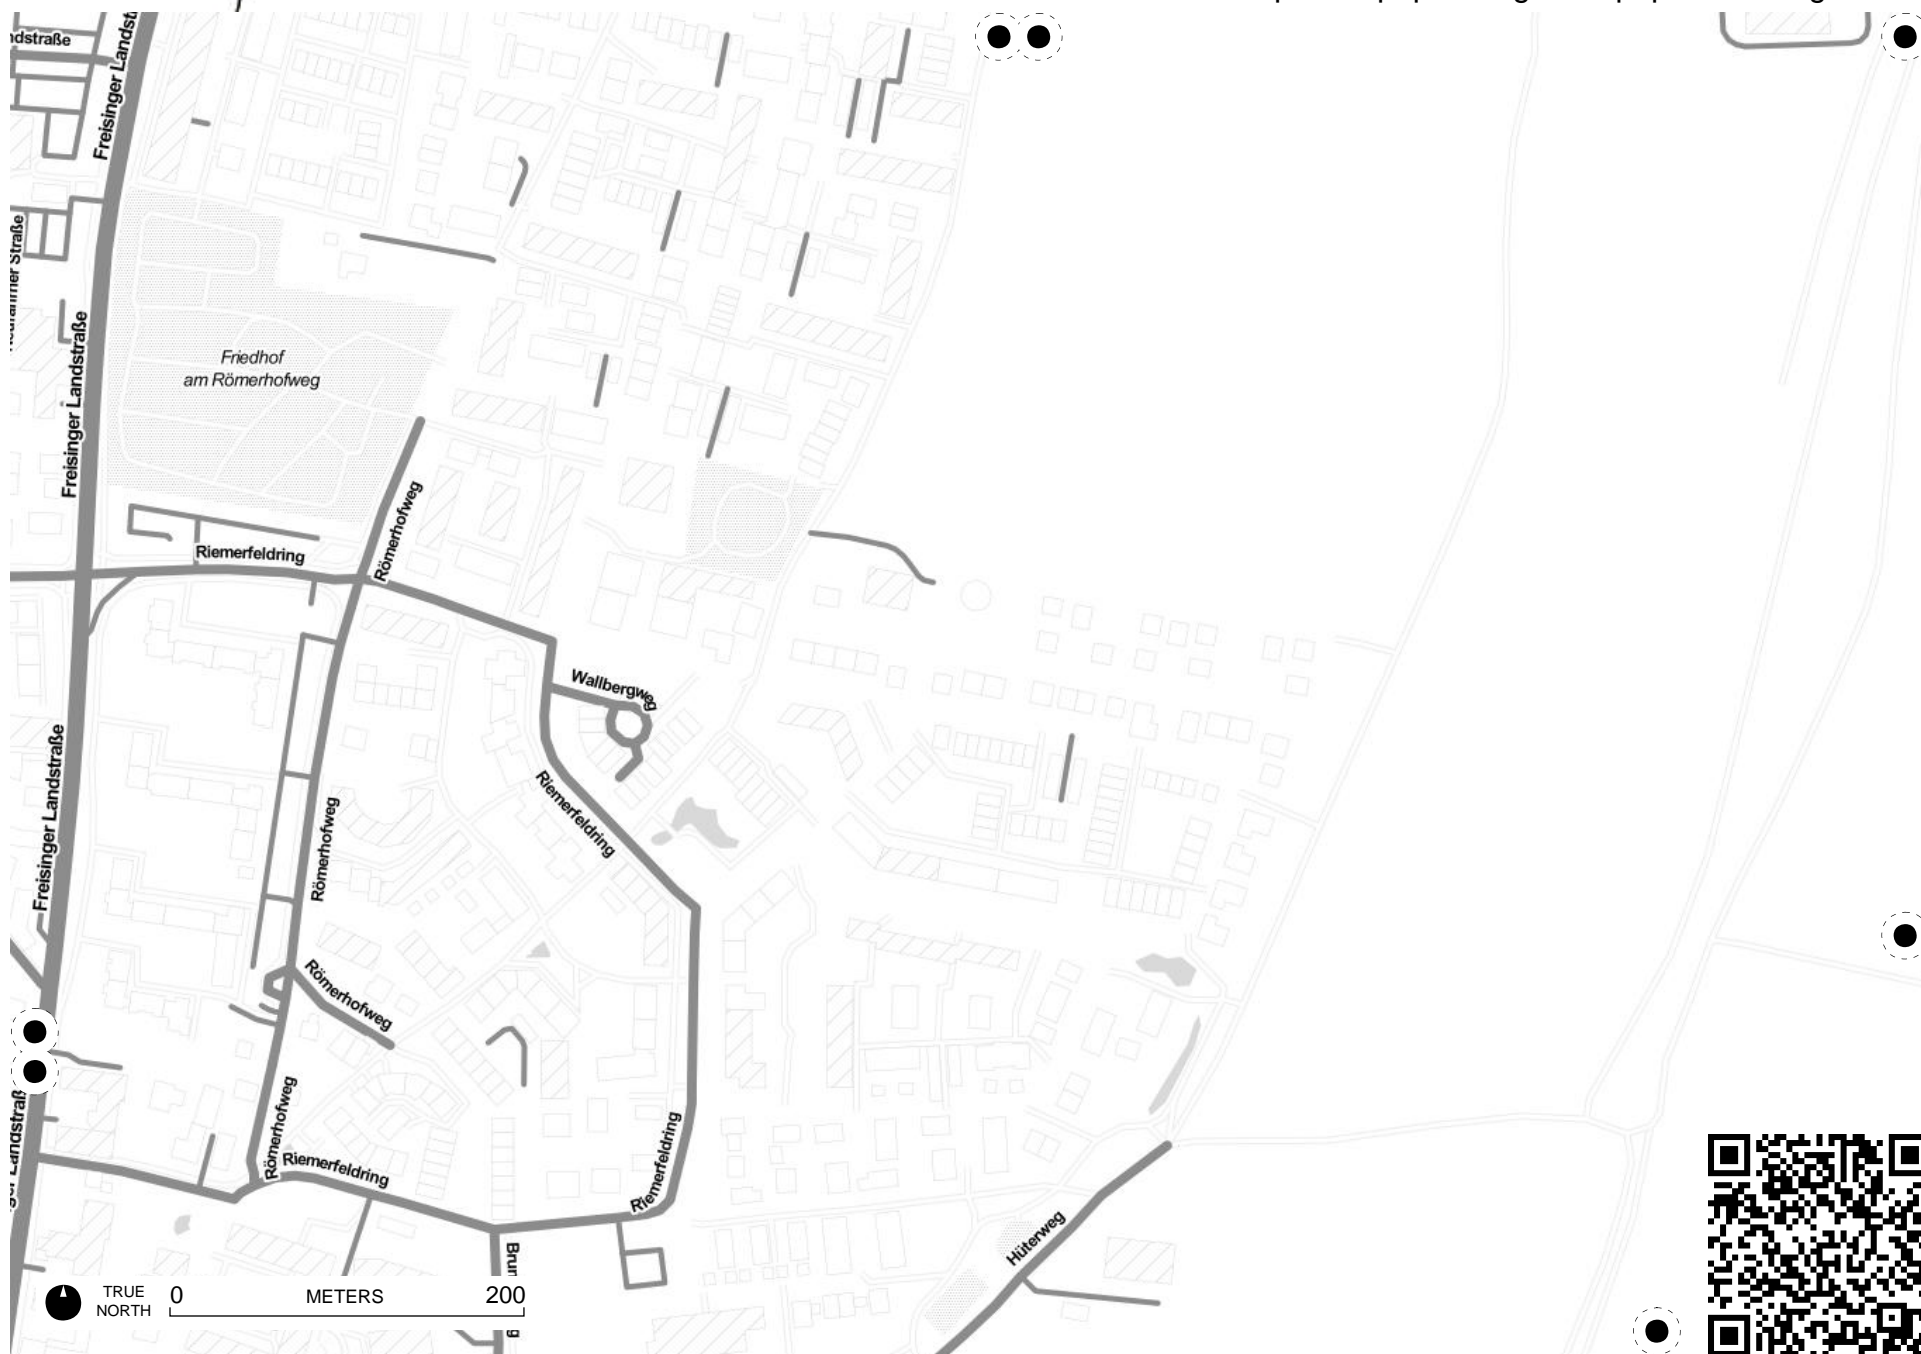 Freisinger Landstraße
Friedhof
am Römerhofweg
Freisinger Landstraße
Römerhofweg
Riemerfeldring
Wallbergweg
Riemerfeldring
Freisinger Landstraße
Römerhofweg
Römerhofweg
Römerhofweg
Riemerfeldring
Riemerfeldring
Hüterweg
TRUE
NORTH
0 METERS 200